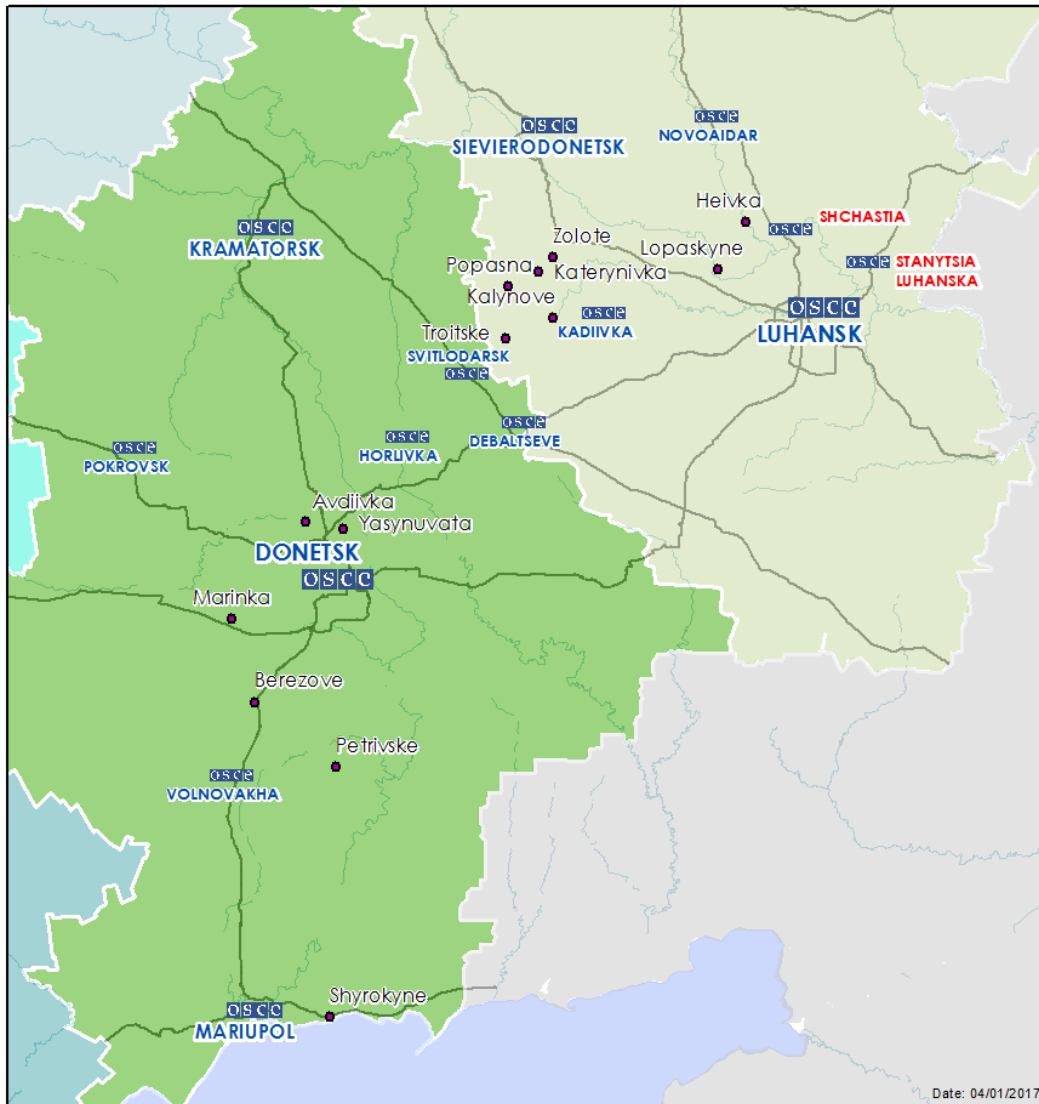 osce
SIEVIERODONETSK
osce
NOVOAIDAR
Heivka
osce
SHCHASTIA
osce
KRAMATORSK
Zolote
Lopaskyne
osce
STANYTSIA
LUHANSKA
Popasna
Katerynivka
Kalynove
osce
KADIIVKA
osce
LUHANSK
Troitske
SVITLODARSK
osce
osce
DEBALTSEVE
osce
HORLIVKA
osce
POKROVSK
Avdiivka
Yasynuvata
DONETSK
osce
Marinka
Berezove
Petrivske
osce
VOLNOVAKHA
Shyrokyne
osce
MARIUPOL
Date: 04/01/2017